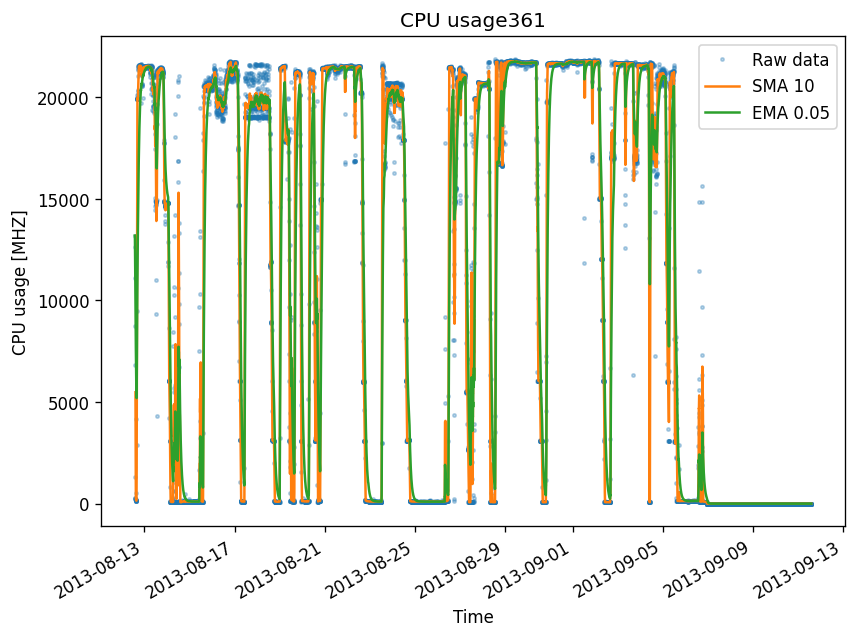 CPU usage361
Raw data
SMA 10
EMA 0.05
CPU usage [MHZ]
20000
15000
10000
5000
0
2013-08-13
2013-08-17
2013-08-21
2013-08-25
2013-08-29
2013-09-01
2013-09-05
2013-09-09
2013-09-13
Time